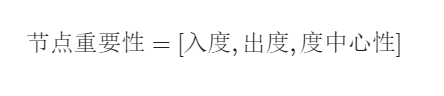 节点重要性 = [入度, 出度, 度中心性]